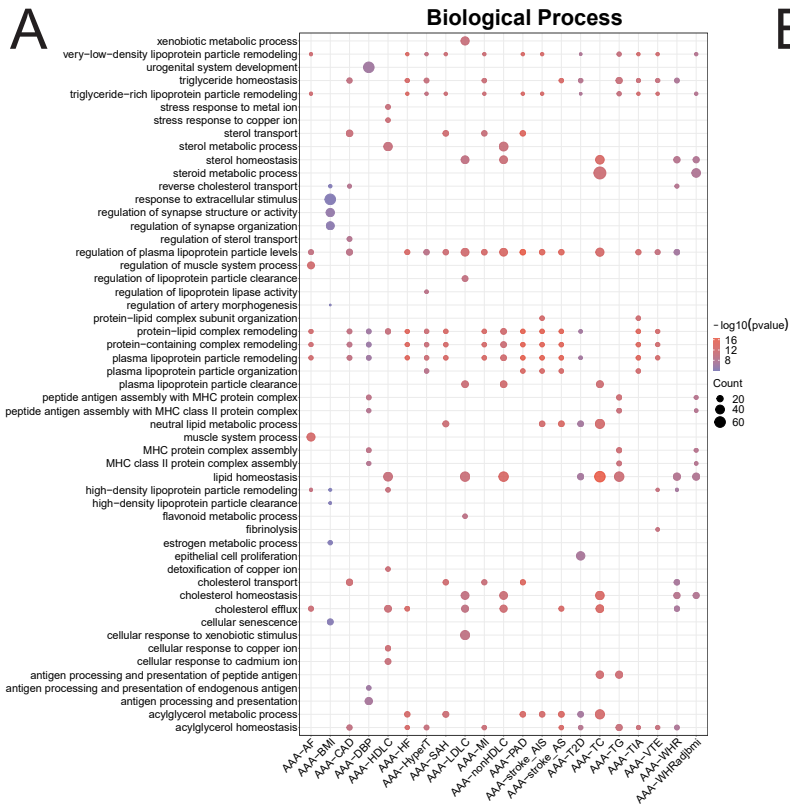 A
Biological Process
xenobiotic metabolic process
very-low-density lipoprotein particle remodeling
urogenital system development
triglyceride homeostasis
triglyceride-rich lipoprotein particle remodeling
stress response to metal ion
stress response to copper ion
sterol transport
sterol metabolic process
sterol homeostasis
steroid metabolic process
reverse cholesterol transport
response to extracellular stimulus
regulation of synapse structure or activity
regulation of synapse organization
regulation of sterol transport
regulation of plasma lipoprotein particle levels
regulation of muscle system process
regulation of lipoprotein particle clearance
regulation of lipoprotein lipase activity
regulation of artery morphogenesis
protein-lipid complex subunit organization
protein-lipid complex remodeling
protein-containing complex remodeling
plasma lipoprotein particle remodeling
plasma lipoprotein particle organization
plasma lipoprotein particle clearance
peptide antigen assembly with MHC protein complex
peptide antigen assembly with MHC class II protein complex
neutral lipid metabolic process
muscle system process
MHC protein complex assembly
MHC class II protein complex assembly
lipid homeostasis
high-density lipoprotein particle remodeling
high-density lipoprotein particle clearance
flavonoid metabolic process
fibrinolysis
estrogen metabolic process
epithelial cell proliferation
detoxification of copper ion
cholesterol transport
cholesterol homeostasis
cholesterol efflux
cellular senescence
cellular response to xenobiotic stimulus
cellular response to copper ion
cellular response to cadmium ion
antigen processing and presentation of peptide antigen
antigen processing and presentation of endogenous antigen
antigen processing and presentation
acylglycerol metabolic process
acylglycerol homeostasis
AAA-AF
AAA-BMI
AAA-CAD
AAA-DBP
AAA-HDLC
AAA-HF
AAA-HyperT
AAA-SAH
AAA-LDLC
AAA-MI
AAA-nonHDLC
AAA-PAD
AAA-stroke_AIS
AAA-stroke_AS
AAA-T2D
AAA-TC
AAA-TG
AAA-TIA
AAA-VTE
AAA-WHR
AAA-WHRadjbmi
- log10(pvalue)
16
12
8
Count
20
40
60